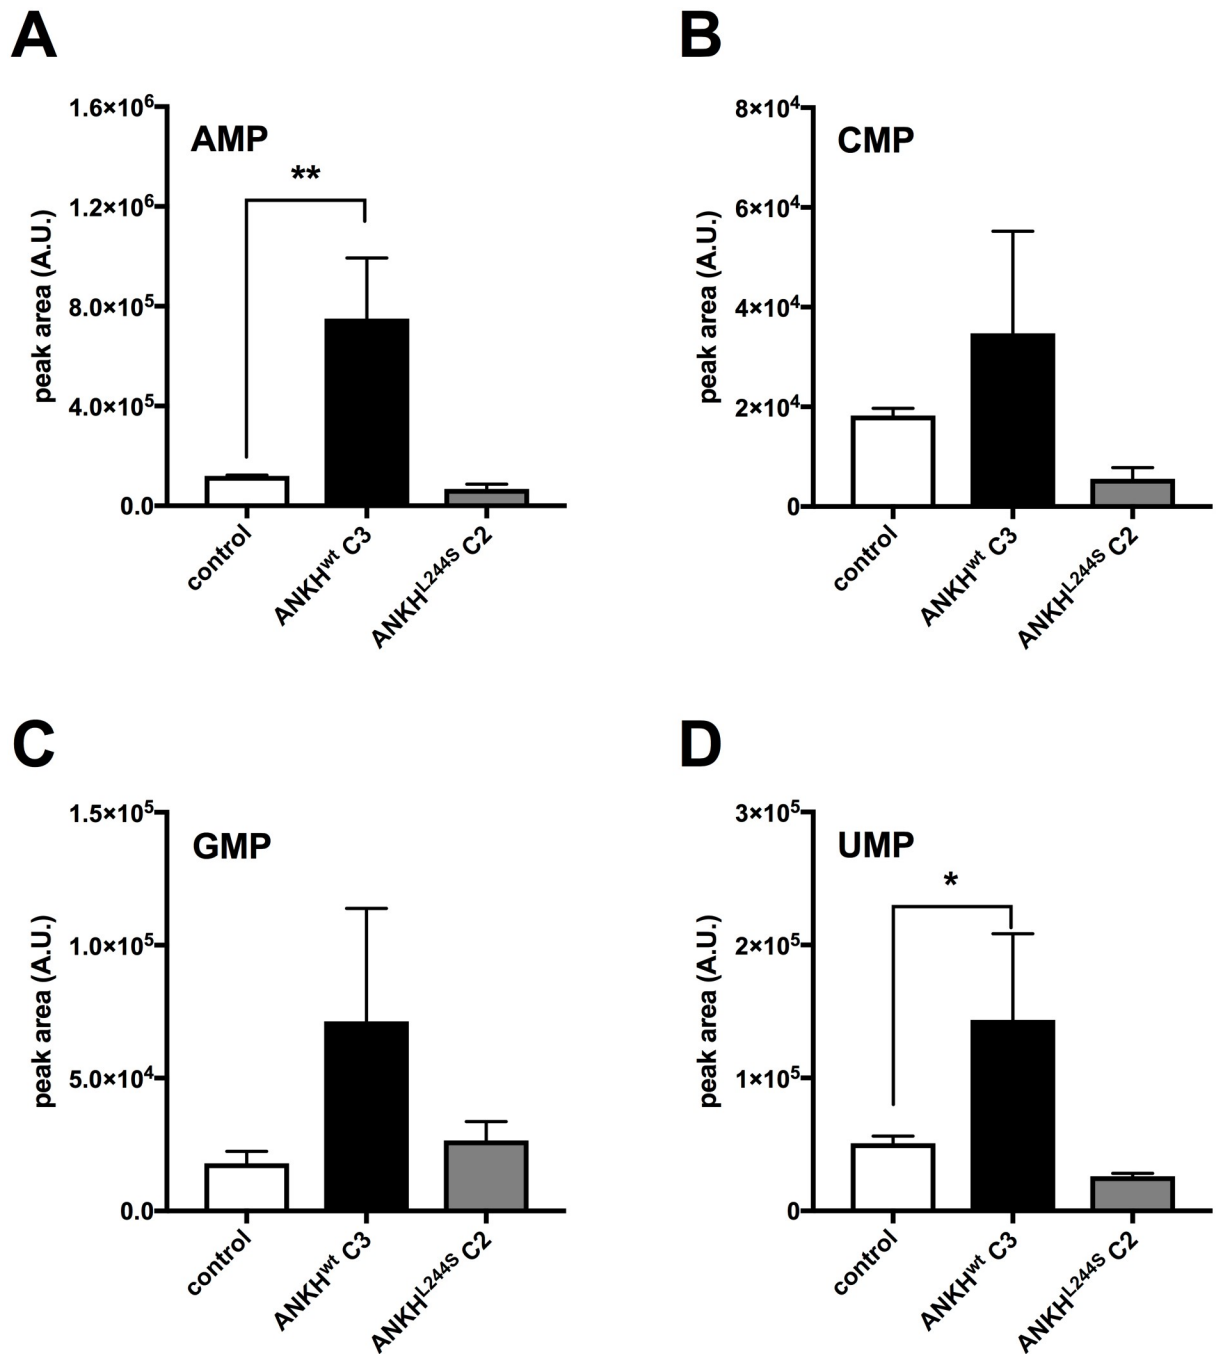 A
AMP
**
peak area (A.U.)
1.6×10⁶
1.2×10⁶
8.0×10⁵
4.0×10⁵
0.0
control
ANKHʷᵗ C3
ANKHᴸ²⁴⁴ˢ C2
B
CMP
peak area (A.U.)
8×10⁴
6×10⁴
4×10⁴
2×10⁴
0
control
ANKHʷᵗ C3
ANKHᴸ²⁴⁴ˢ C2
C
GMP
peak area (A.U.)
1.5×10⁵
1.0×10⁵
5.0×10⁴
0.0
control
ANKHʷᵗ C3
ANKHᴸ²⁴⁴ˢ C2
D
UMP
*
peak area (A.U.)
3×10⁵
2×10⁵
1×10⁵
0
control
ANKHʷᵗ C3
ANKHᴸ²⁴⁴ˢ C2